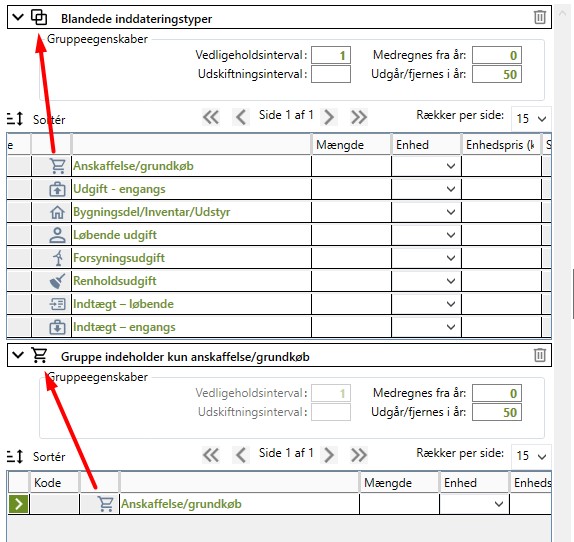 Blandede inddateringstyper
Gruppeegenskaber
Vedligeholdsinterval: 1 Medregnes fra år: 0
Udskiftningsinterval: Udgår/fjernes i år: 50
Sortér Side 1 af 1 Rækker per side: 15
e Mængde Enhed Enhedspris (k S
Anskaffelse/grundkøb
Udgift - engangs
Bygningsdel/Inventar/Udstyr
Løbende udgift
Forsyningsudgift
Renholdsudgift
Indtægt – løbende
Indtægt – engangs
Gruppe indeholder kun anskaffelse/grundkøb
Gruppeegenskaber
Vedligeholdsinterval: 1 Medregnes fra år: 0
Udskiftningsinterval: Udgår/fjernes i år: 50
Sortér Side 1 af 1 Rækker per side: 15
Kode Mængde Enhed Enheds
Anskaffelse/grundkøb